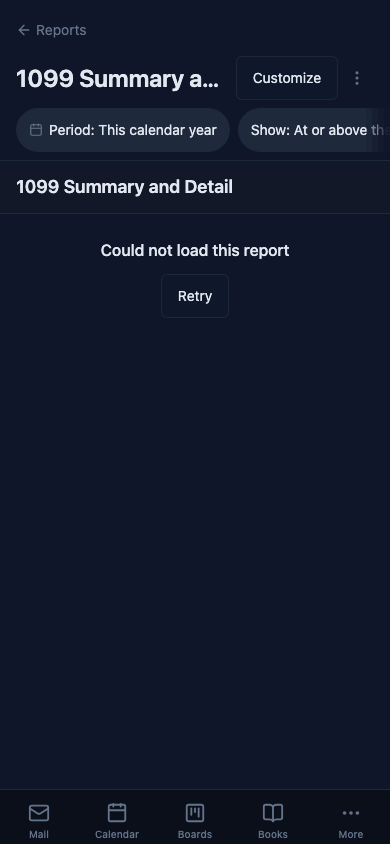 Reports
1099 Summary a...
Customize
Period: This calendar year
Show: At or above
1099 Summary and Detail
Could not load this report
Retry
Mail
Calendar
Boards
Books
More